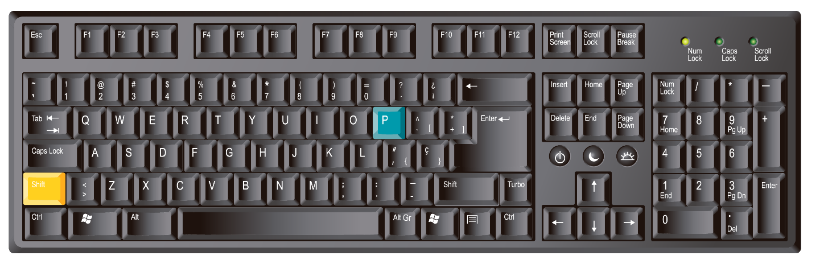 Esc F1 F2 F3 F4 F5 F6 F7 F8 F9 F10 F11 F12 Print Screen Scroll Lock Pause Break Num Lock Caps Lock Scroll Lock
! 1 @ 2 # 3 $ 4 % 5 & 6 * 7 ( 8 ) 9 = 0 ? ¿ ¡ ← Insert Home Page Up Num Lock / * –
Tab Q W E R T Y U I O P ^ [ * + ] Enter Delete End Page Down 7 Home 8 9 Pg Up +
Caps Lock A S D F G H J K L { ç } 4 5 6
Shift < > Z X C V B N M ; , : . – Shift Turbo ↑ 1 End 2 3 Pg Dn Enter
Ctrl Alt Alt Gr Ctrl ← ↓ → 0 . Del